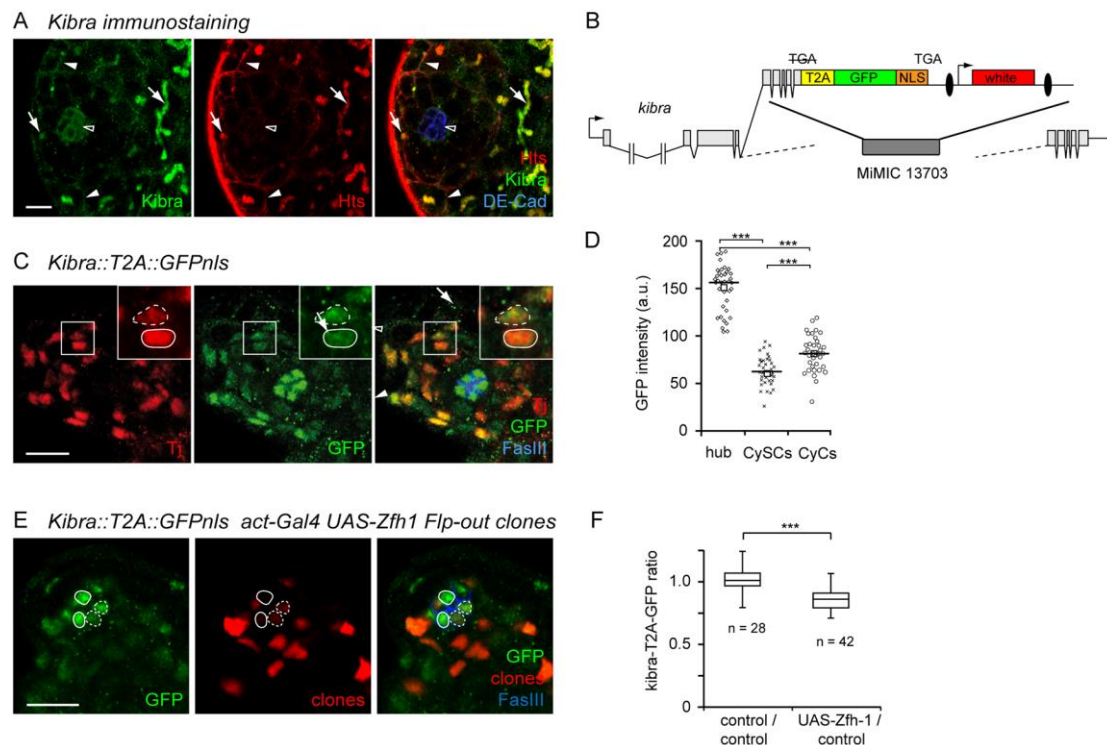 A Kibra immunostaining
Kibra
Hts
Hts
Kibra
DE-Cad
B
TGA TGA
T2A GFP NLS white
kibra
MiMIC 13703
C Kibra::T2A::GFPnls
Tj
GFP
Tj
GFP
FasIII
D
*** *** ***
GFP intensity (a.u.)
200
150
100
50
0
hub CySCs CyCs
E Kibra::T2A::GFPnls act-Gal4 UAS-Zfh1 Flp-out clones
GFP
clones
GFP
clones
FasIII
F
***
kibra-T2A-GFP ratio
1.0
0.5
0
n = 28 n = 42
control / control
UAS-Zfh-1 / control